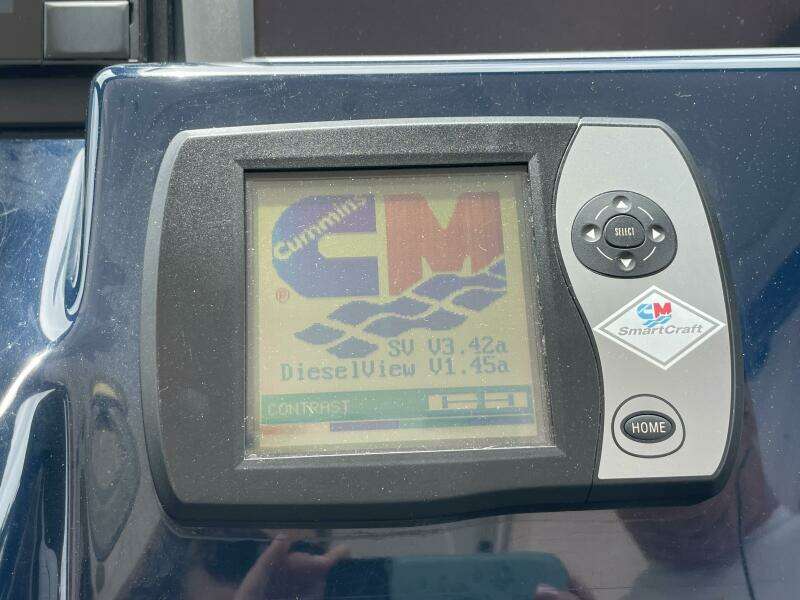 Cummins
CM
®
SV V3.42a
DieselView V1.45a
CONTRAST
SELECT
CM
SmartCraft
HOME